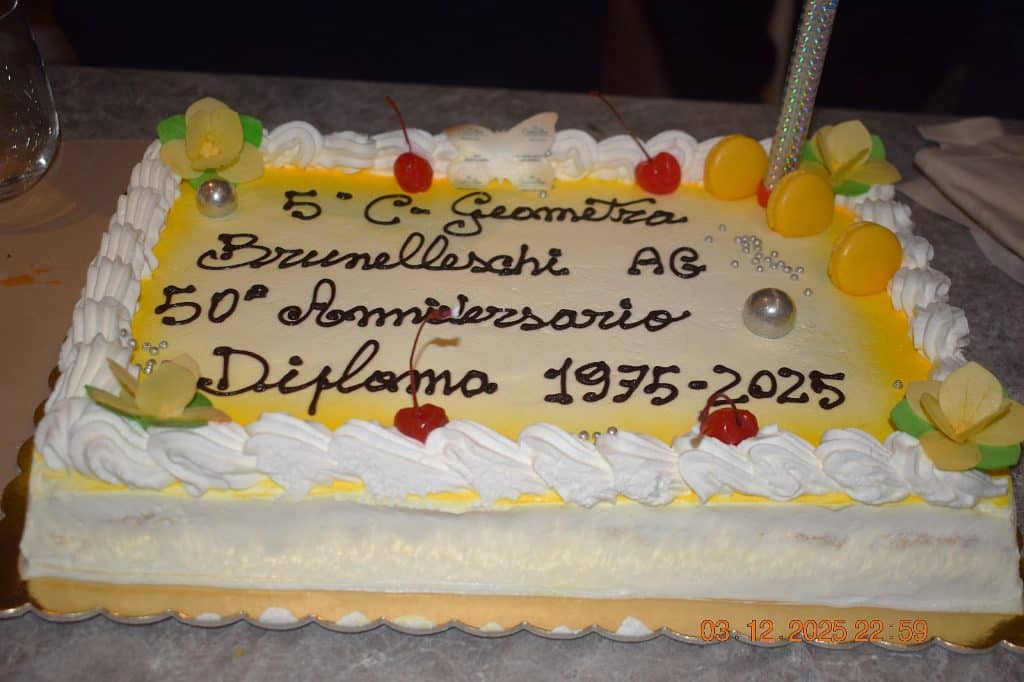 5° C- Geometra
Brunelleschi AG
50° Anniversario
Diploma 1975-2025
03.12.2025 22:59